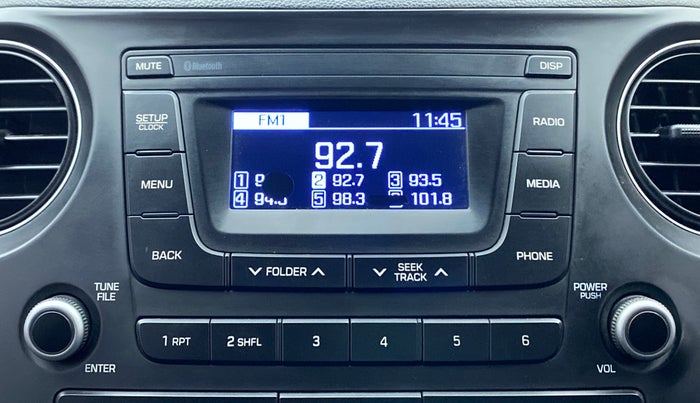 MUTE Bluetooth DISP
FM1 11:45
SETUP
CLOCK
RADIO
92.7
MENU 1 2 92.7 3 93.5 MEDIA
4 5 98.3 101.8
BACK FOLDER SEEK
TRACK PHONE
TUNE
FILE
POWER
PUSH
1 RPT 2 SHFL 3 4 5 6
ENTER VOL